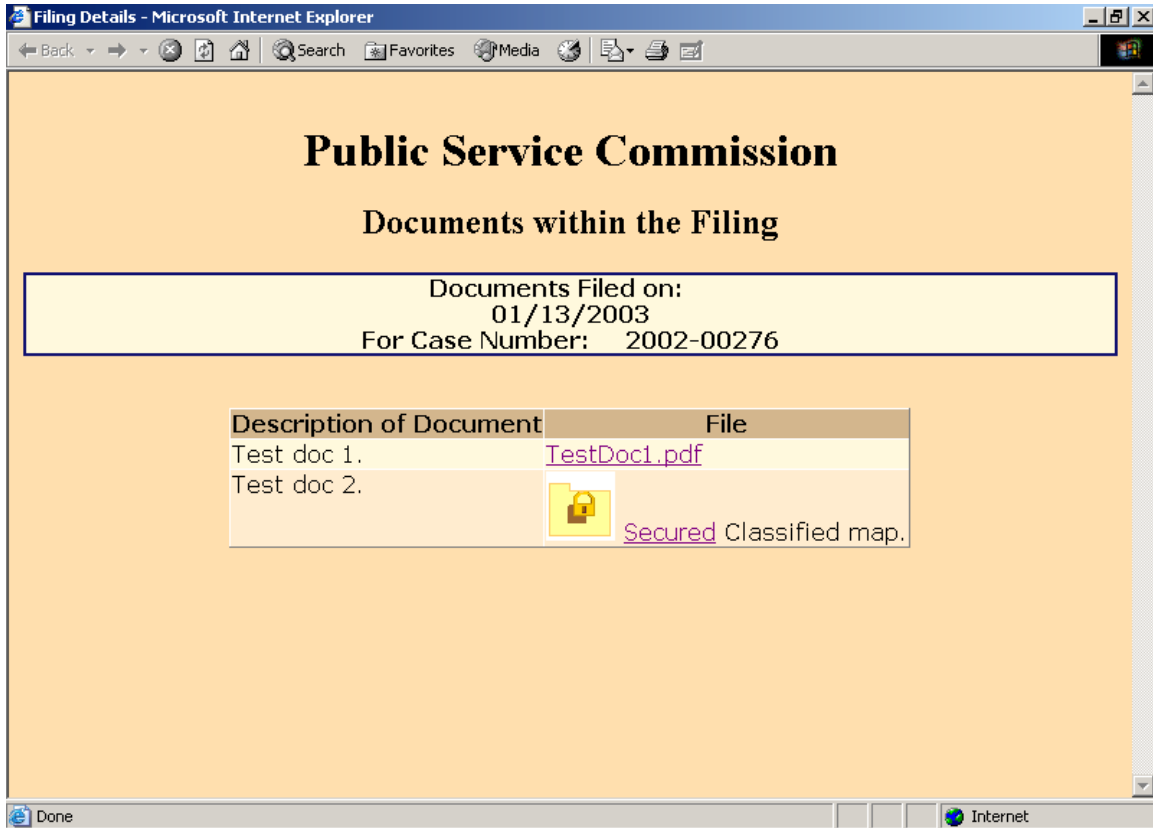 Filing Details - Microsoft Internet Explorer
Back Search Favorites Media
Public Service Commission
Documents within the Filing
Documents Filed on:
01/13/2003
For Case Number: 2002-00276
Description of Document File
Test doc 1. TestDoc1.pdf
Test doc 2.
Secured Classified map.
Done Internet